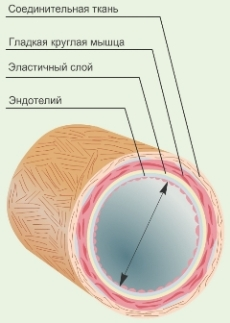 Соединительная ткань
Гладкая круглая мышца
Эластичный слой
Эндотелий